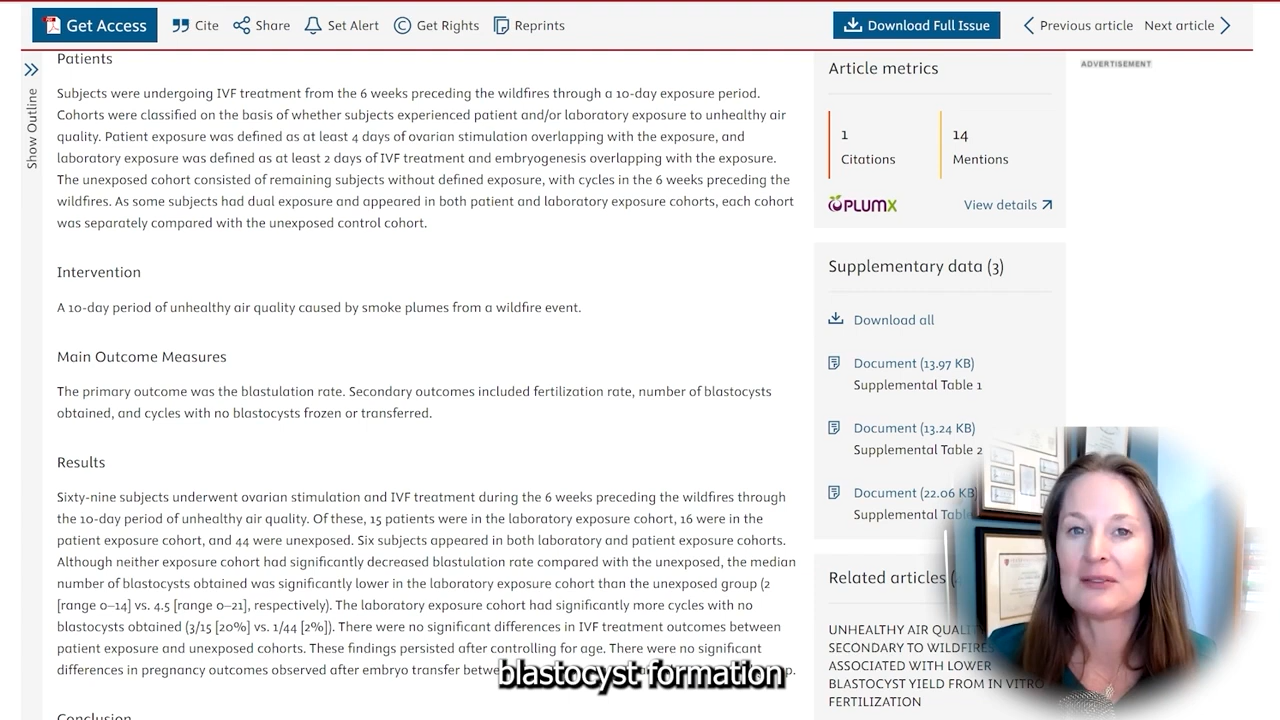 Get Access
Cite
Share
Set Alert
Get Rights
Reprints
Download Full Issue
Previous article
Next article
Show Outline
Patients
Subjects were undergoing IVF treatment from the 6 weeks preceding the wildfires through a 10-day exposure period.
Cohorts were classified on the basis of whether subjects experienced patient and/or laboratory exposure to unhealthy air
quality. Patient exposure was defined as at least 4 days of ovarian stimulation overlapping with the exposure, and
laboratory exposure was defined as at least 2 days of IVF treatment and embryogenesis overlapping with the exposure.
The unexposed cohort consisted of remaining subjects without defined exposure, with cycles in the 6 weeks preceding the
wildfires. As some subjects had dual exposure and appeared in both patient and laboratory exposure cohorts, each cohort
was separately compared with the unexposed control cohort.
Intervention
A 10-day period of unhealthy air quality caused by smoke plumes from a wildfire event.
Main Outcome Measures
The primary outcome was the blastulation rate. Secondary outcomes included fertilization rate, number of blastocysts
obtained, and cycles with no blastocysts frozen or transferred.
Results
Sixty-nine subjects underwent ovarian stimulation and IVF treatment during the 6 weeks preceding the wildfires through
the 10-day period of unhealthy air quality. Of these, 15 patients were in the laboratory exposure cohort, 16 were in the
patient exposure cohort, and 44 were unexposed. Six subjects appeared in both laboratory and patient exposure cohorts.
Although neither exposure cohort had significantly decreased blastulation rate compared with the unexposed, the median
number of blastocysts obtained was significantly lower in the laboratory exposure cohort than the unexposed group (2
[range 0–14] vs. 4.5 [range 0–21], respectively). The laboratory exposure cohort had significantly more cycles with no
blastocysts obtained (3/15 [20%] vs. 1/44 [2%]). There were no significant differences in IVF treatment outcomes between
patient exposure and unexposed cohorts. These findings persisted after controlling for age. There were no significant
differences in pregnancy outcomes observed after embryo transfer
blastocyst formation
Conclusion
Article metrics
1
Citations
14
Mentions
PLUMX
View details
Supplementary data (3)
Download all
Document (13.97 KB)
Supplemental Table 1
Document (13.24 KB)
Supplemental Table 2
Document (22.06 KB)
Supplemental
Related articles
UNHEALTHY AIR
SECONDARY TO WILDFIRES
ASSOCIATED WITH LOWER
BLASTOCYST YIELD FROM IN VITRO
FERTILIZATION
ADVERTISEMENT